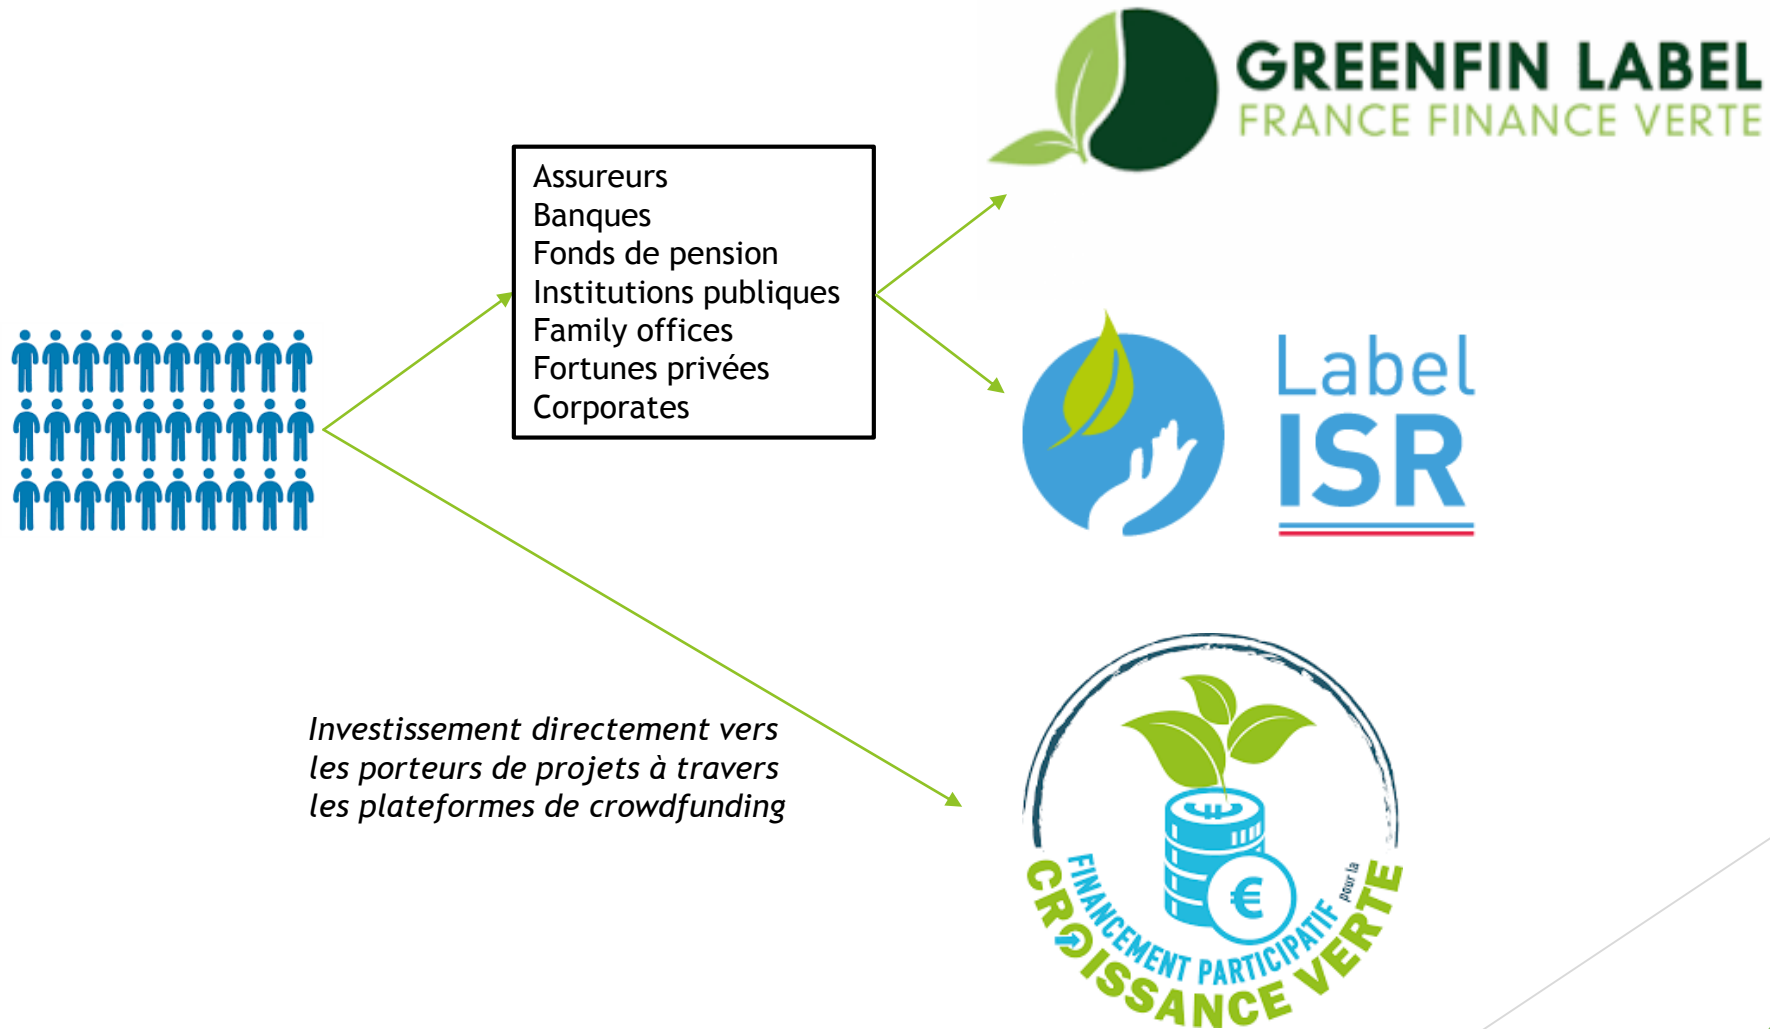 GREENFIN LABEL
FRANCE FINANCE VERTE
Assureurs
Banques
Fonds de pension
Institutions publiques
Family offices
Fortunes privées
Corporates
Label
ISR
Investissement directement vers
les porteurs de projets à travers
les plateformes de crowdfunding
€
FINANCEMENT PARTICIPATIF pour la
CROISSANCE VERTE